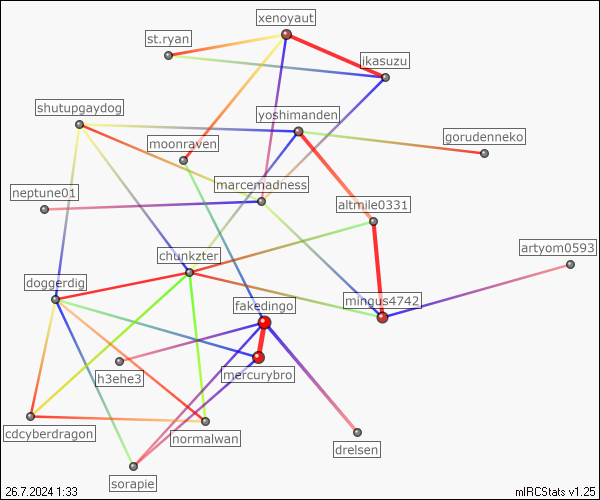 xenoyaut
st.ryan
ikasuzu
shutupgaydog
yoshimanden
gorudenneko
moonraven
marcemadness
neptune01
altmile0331
artyom0593
chunkzter
doggerdig
mingus4742
fakedingo
h3ehe3
mercurybro
cdcyberdragon
normalwan
drelsen
sorapie
26.7.2024 1:33
mIRCStats v1.25